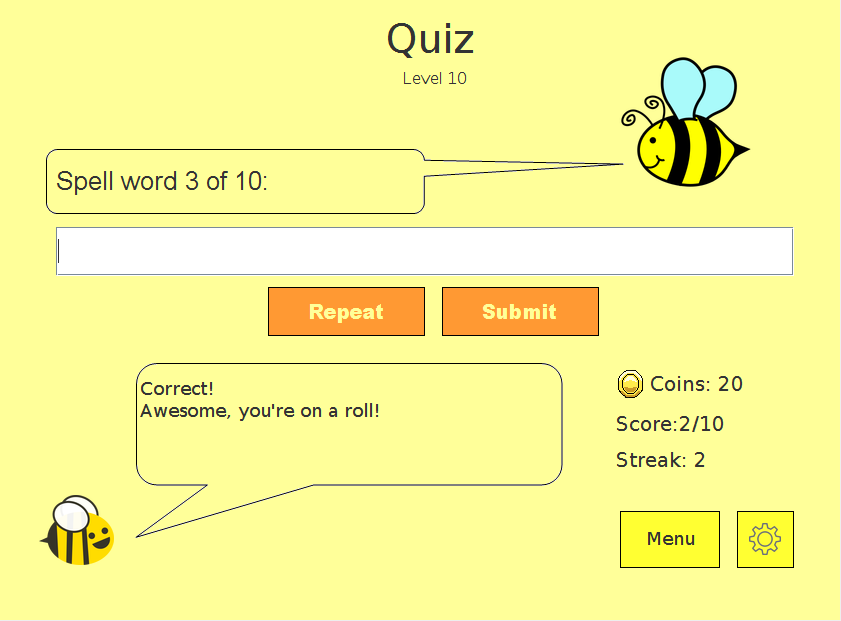 Quiz
Level 10
Spell word 3 of 10:
Repeat
Submit
Correct!
Awesome, you're on a roll!
Coins: 20
Score:2/10
Streak: 2
Menu